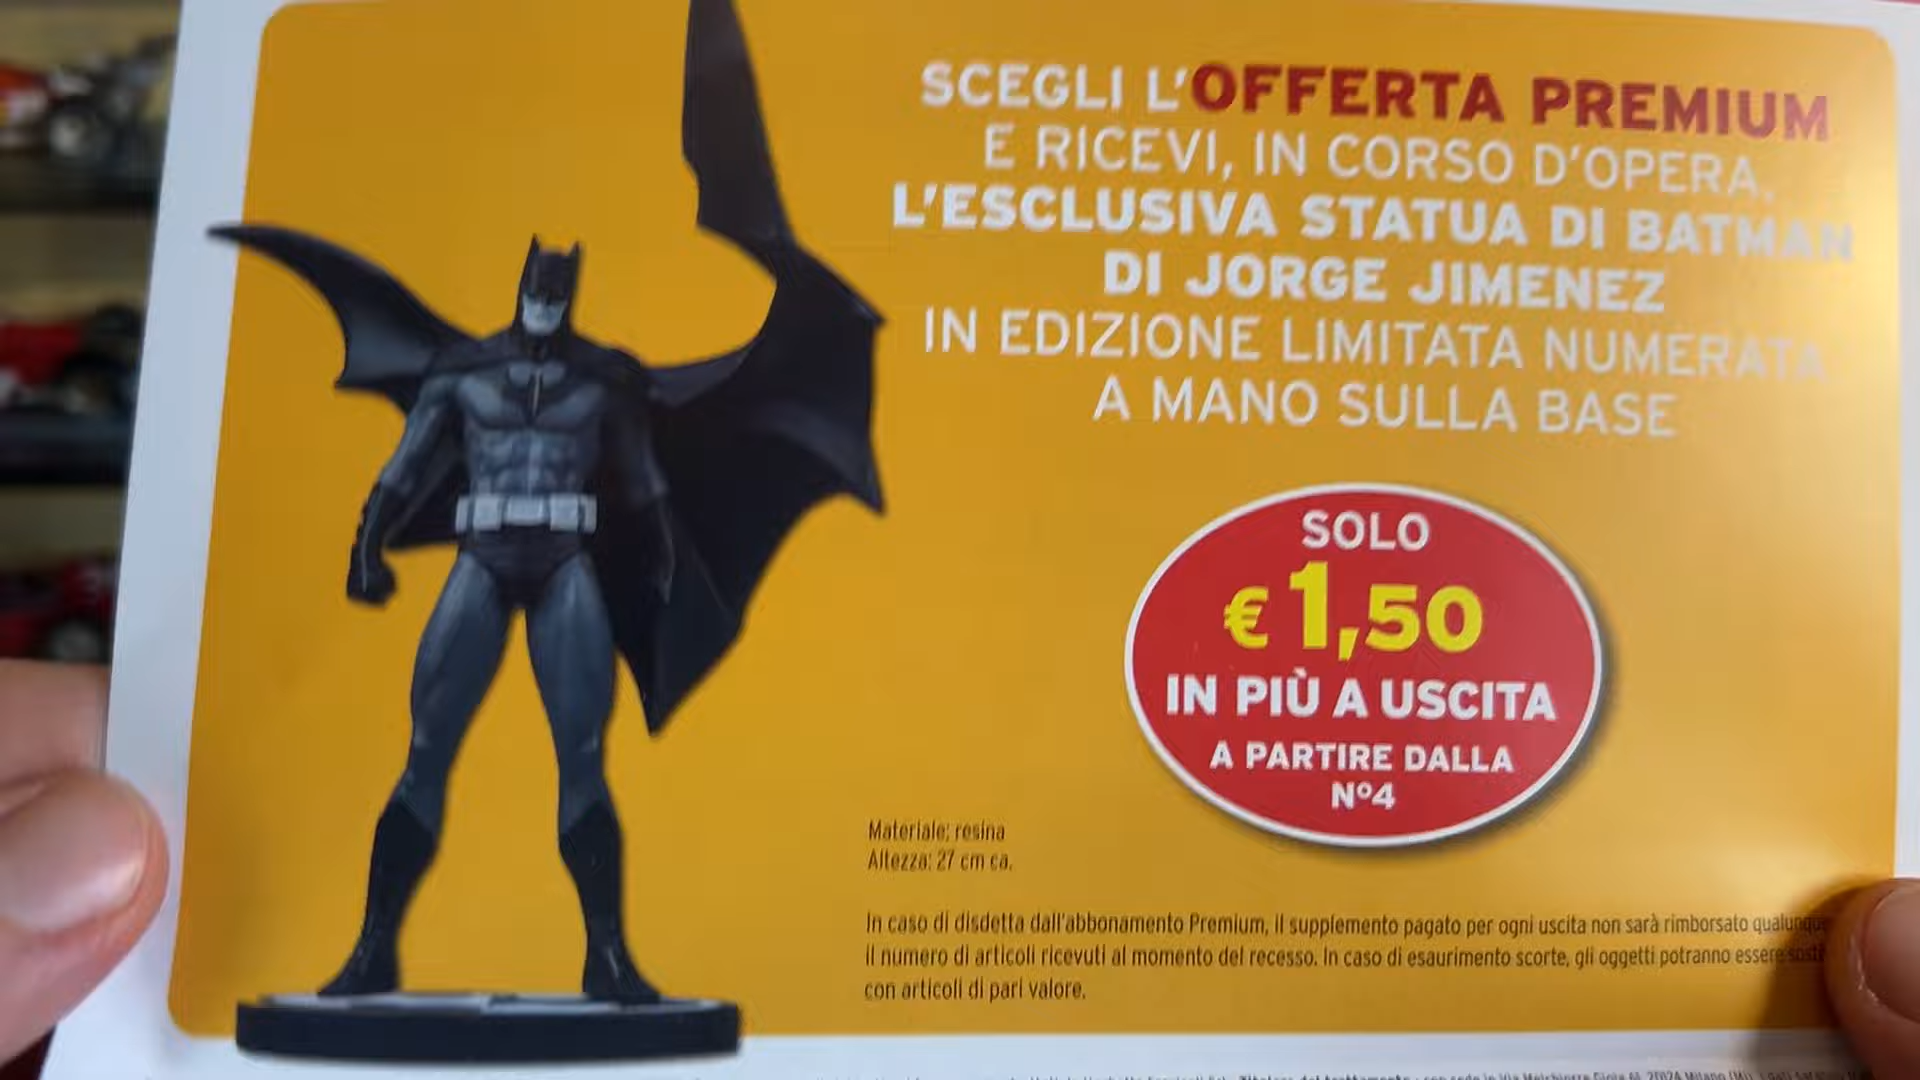 SCEGLI L'OFFERTA PREMIUM
E RICEVI, IN CORSO D'OPERA,
L'ESCLUSIVA STATUA DI BATMAN
DI JORGE JIMENEZ
IN EDIZIONE LIMITATA NUMERATA
A MANO SULLA BASE
SOLO
€1,50
IN PIÙ A USCITA
A PARTIRE DALLA
N°4
Materiale: resina
Altezza: 27 cm ca.
In caso di disdetta dall'abbonamento Premium, il supplemento pagato per ogni uscita non sarà rimborsato qualunque
il numero di articoli ricevuti al momento del recesso. In caso di esaurimento scorte, gli oggetti potranno essere
con articoli di pari valore.